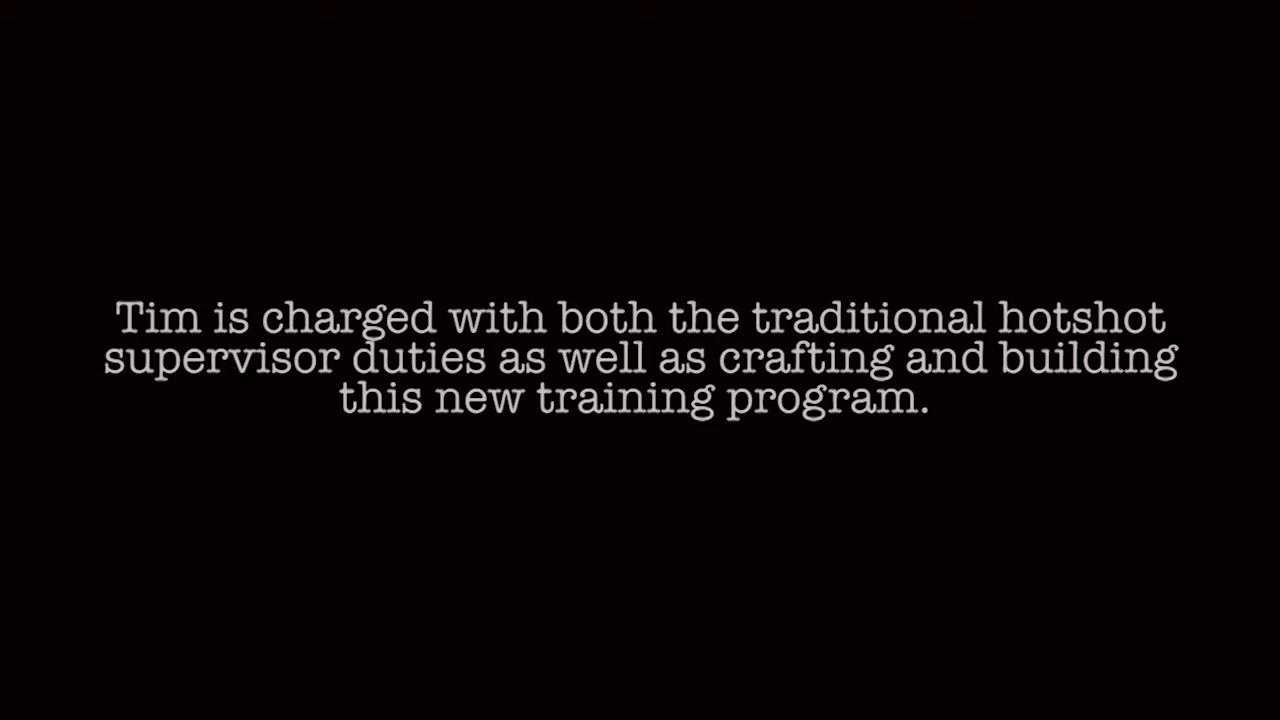 Tim is charged with both the traditional hotshot
supervisor duties as well as crafting and building
this new training program.